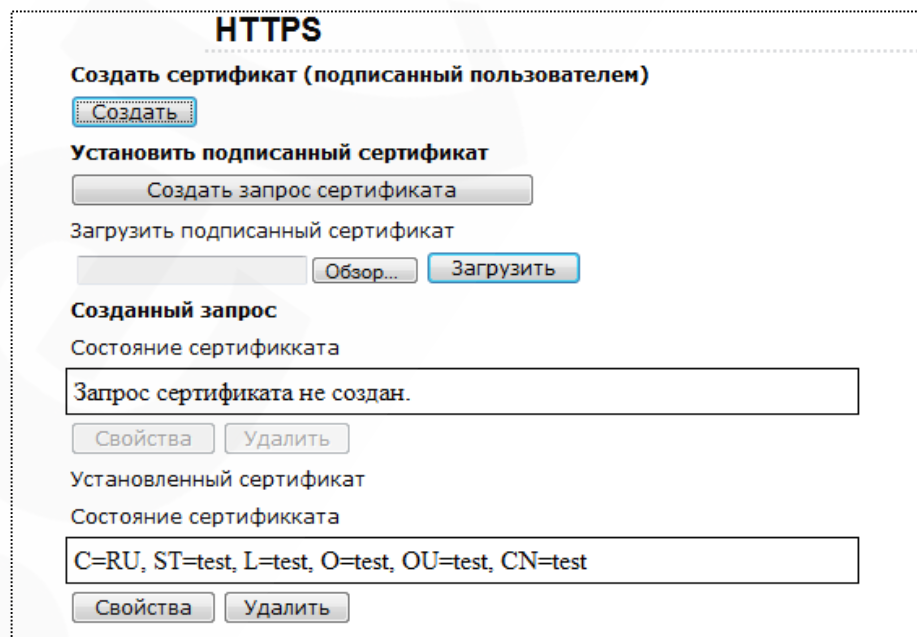 HTTPS
Создать сертификат (подписанный пользователем)
Создать
Установить подписанный сертификат
Создать запрос сертификата
Загрузить подписанный сертификат
Обзор... Загрузить
Созданный запрос
Состояние сертификката
Запрос сертификата не создан.
Свойства Удалить
Установленный сертификат
Состояние сертификката
C=RU, ST=test, L=test, O=test, OU=test, CN=test
Свойства Удалить